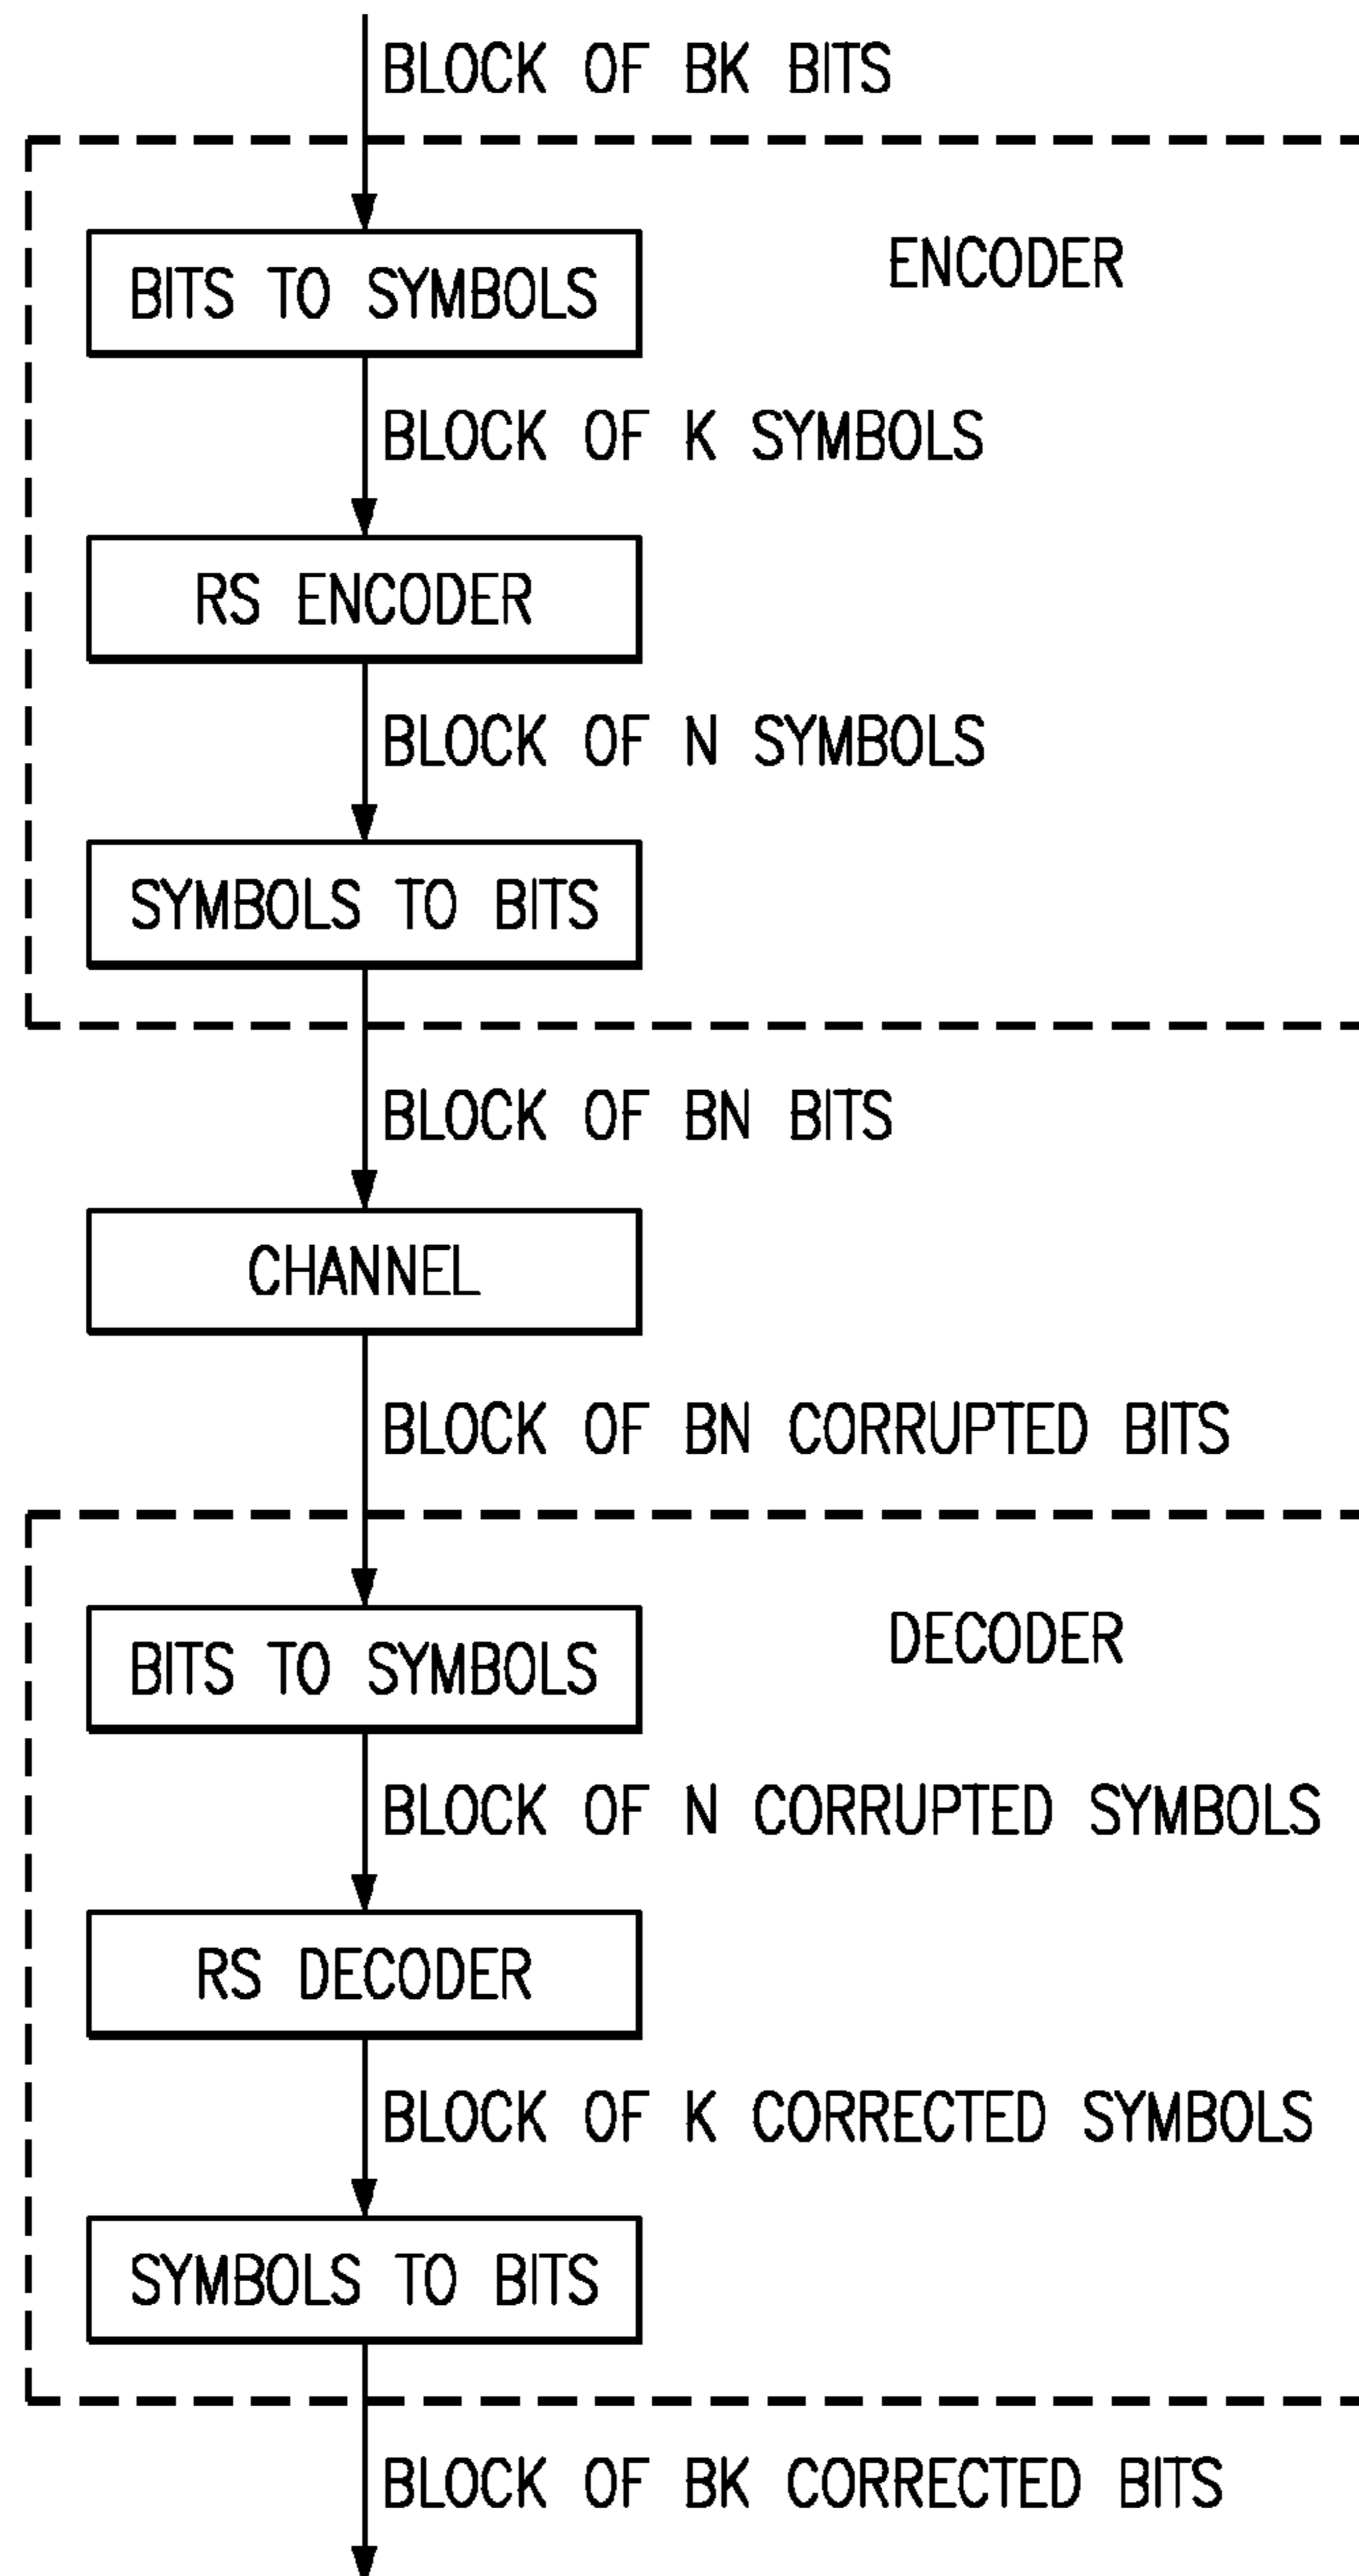 BLOCK OF BK BITS
ENCODER
BITS TO SYMBOLS
BLOCK OF K SYMBOLS
RS ENCODER
BLOCK OF N SYMBOLS
SYMBOLS TO BITS
BLOCK OF BN BITS
CHANNEL
BLOCK OF BN CORRUPTED BITS
DECODER
BITS TO SYMBOLS
BLOCK OF N CORRUPTED SYMBOLS
RS DECODER
BLOCK OF K CORRECTED SYMBOLS
SYMBOLS TO BITS
BLOCK OF BK CORRECTED BITS